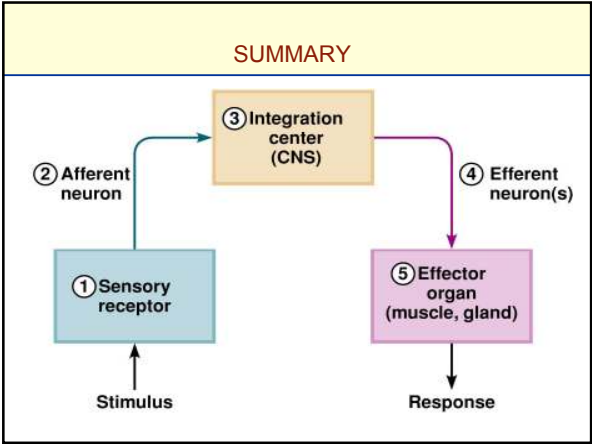 SUMMARY
3 Integration
center
(CNS)
2 Afferent
neuron
4 Efferent
neuron(s)
1 Sensory
receptor
5 Effector
organ
(muscle, gland)
Stimulus
Response